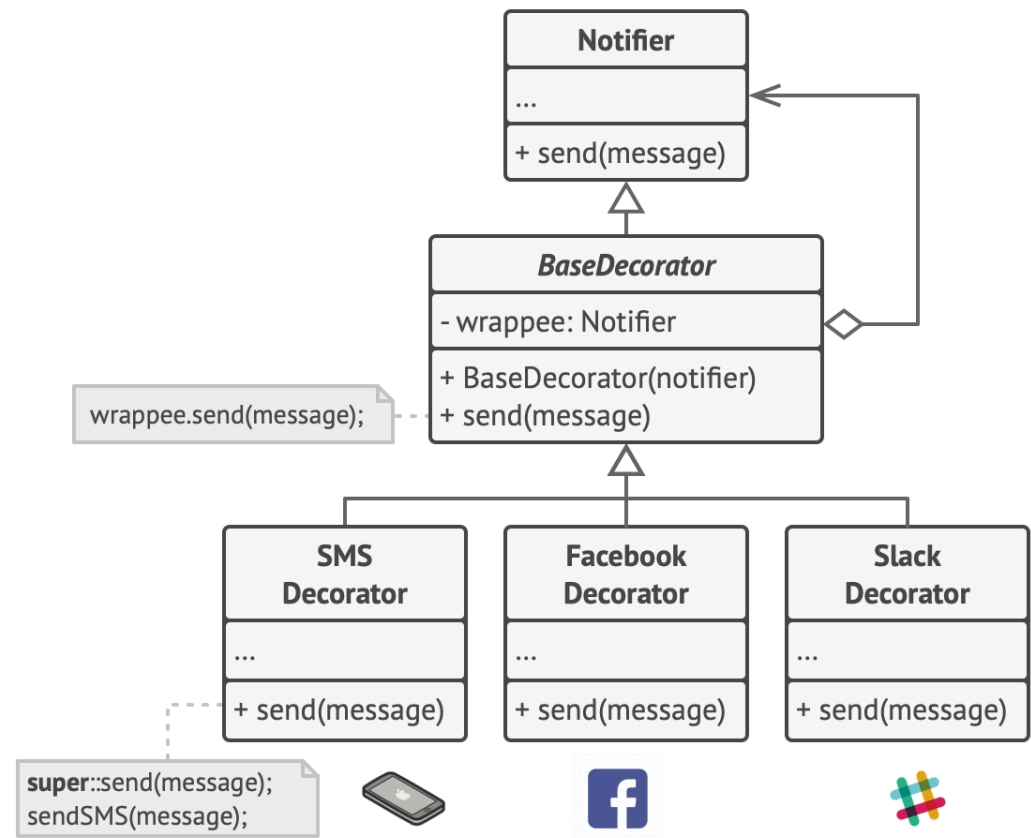 Notifier
...
+ send(message)
BaseDecorator
- wrappee: Notifier
+ BaseDecorator(notifier)
+ send(message)
wrappee.send(message);
SMS
Decorator
...
+ send(message)
Facebook
Decorator
...
+ send(message)
Slack
Decorator
...
+ send(message)
super::send(message);
sendSMS(message);